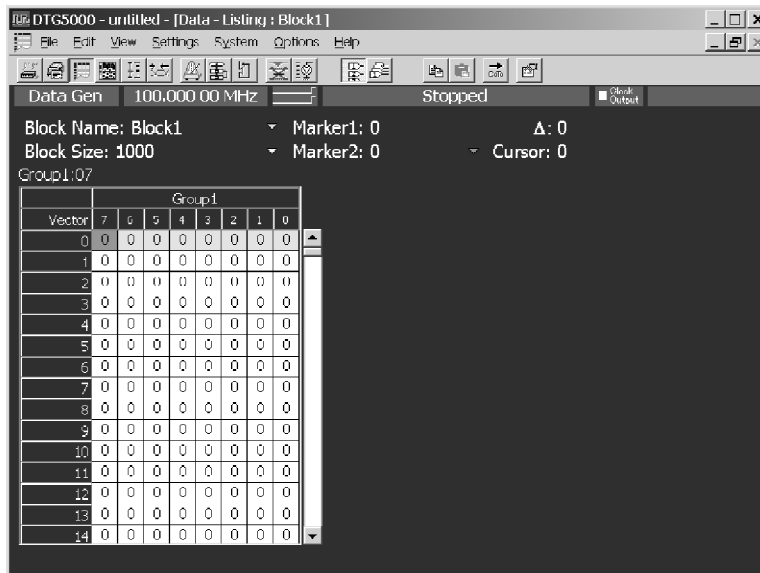 DTG5000 - untitled - [Data - Listing : Block1]
File Edit View Settings System Options Help
Data Gen 100.000 00 MHz Stopped Clock Output
Block Name: Block1 Marker1: 0 Δ: 0
Block Size: 1000 Marker2: 0 Cursor: 0
Group1:07
Group1
Vector 7 6 5 4 3 2 1 0
0 0 0 0 0 0 0 0 0
1 0 0 0 0 0 0 0 0
2 0 0 0 0 0 0 0 0
3 0 0 0 0 0 0 0 0
4 0 0 0 0 0 0 0 0
5 0 0 0 0 0 0 0 0
6 0 0 0 0 0 0 0 0
7 0 0 0 0 0 0 0 0
8 0 0 0 0 0 0 0 0
9 0 0 0 0 0 0 0 0
10 0 0 0 0 0 0 0 0
11 0 0 0 0 0 0 0 0
12 0 0 0 0 0 0 0 0
13 0 0 0 0 0 0 0 0
14 0 0 0 0 0 0 0 0